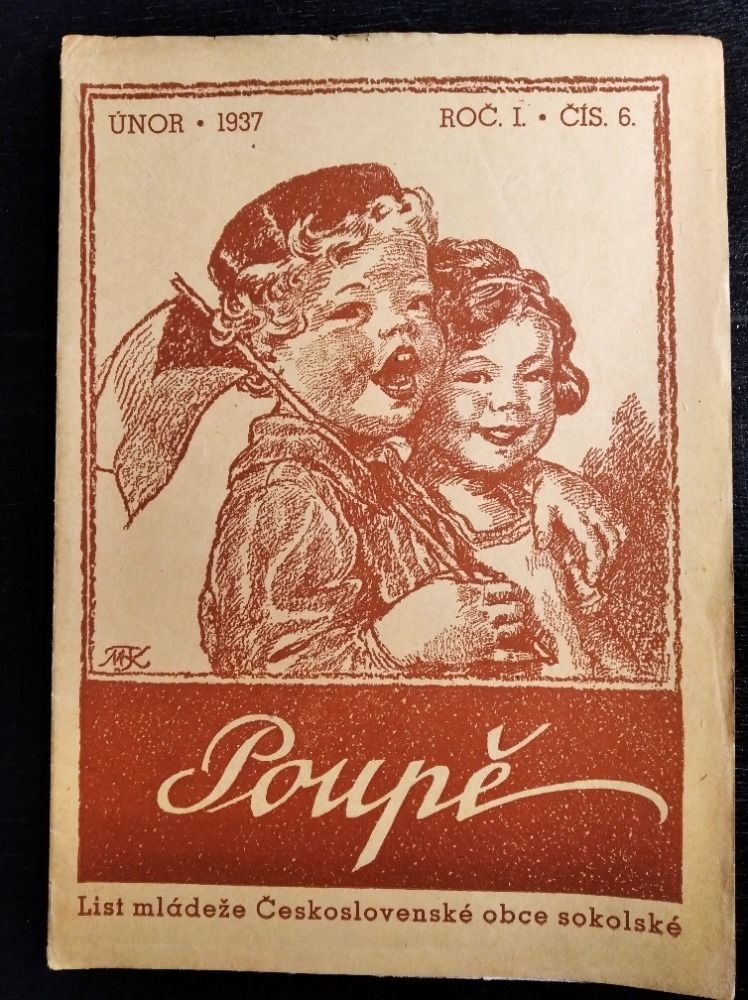 ÚNOR • 1937
ROČ. I. • ČÍS. 6.
MK
Poupě
List mládeže Československé obce sokolské